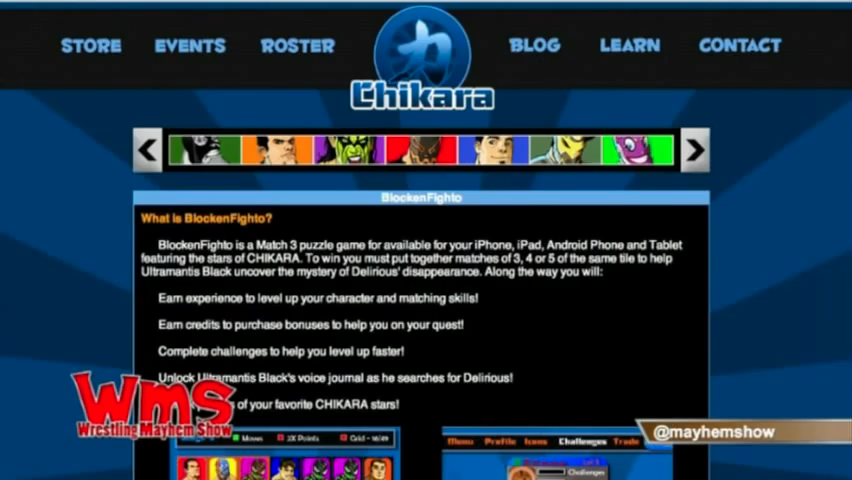 STORE EVENTS ROSTER 力 BLOG LEARN CONTACT
Chikara
BlockenFighto
What is BlockenFighto?
BlockenFighto is a Match 3 puzzle game for available for your iPhone, iPad, Android Phone and Tablet
featuring the stars of CHIKARA. To win you must put together matches of 3, 4 or 5 of the same tile to help
Ultramantis Black uncover the mystery of Delirious' disappearance. Along the way you will:
Earn experience to level up your character and matching skills!
Earn credits to purchase bonuses to help you on your quest!
Complete challenges to help you level up faster!
Unlock Ultramantis Black's voice journal as he searches for Delirious!
of your favorite CHIKARA stars!
WMS
Wrestling Mayhem Show
@mayhemshow
Moves 2X Points Grid - 16/49
Menu Profile Icons Challenges Trade
Challenges